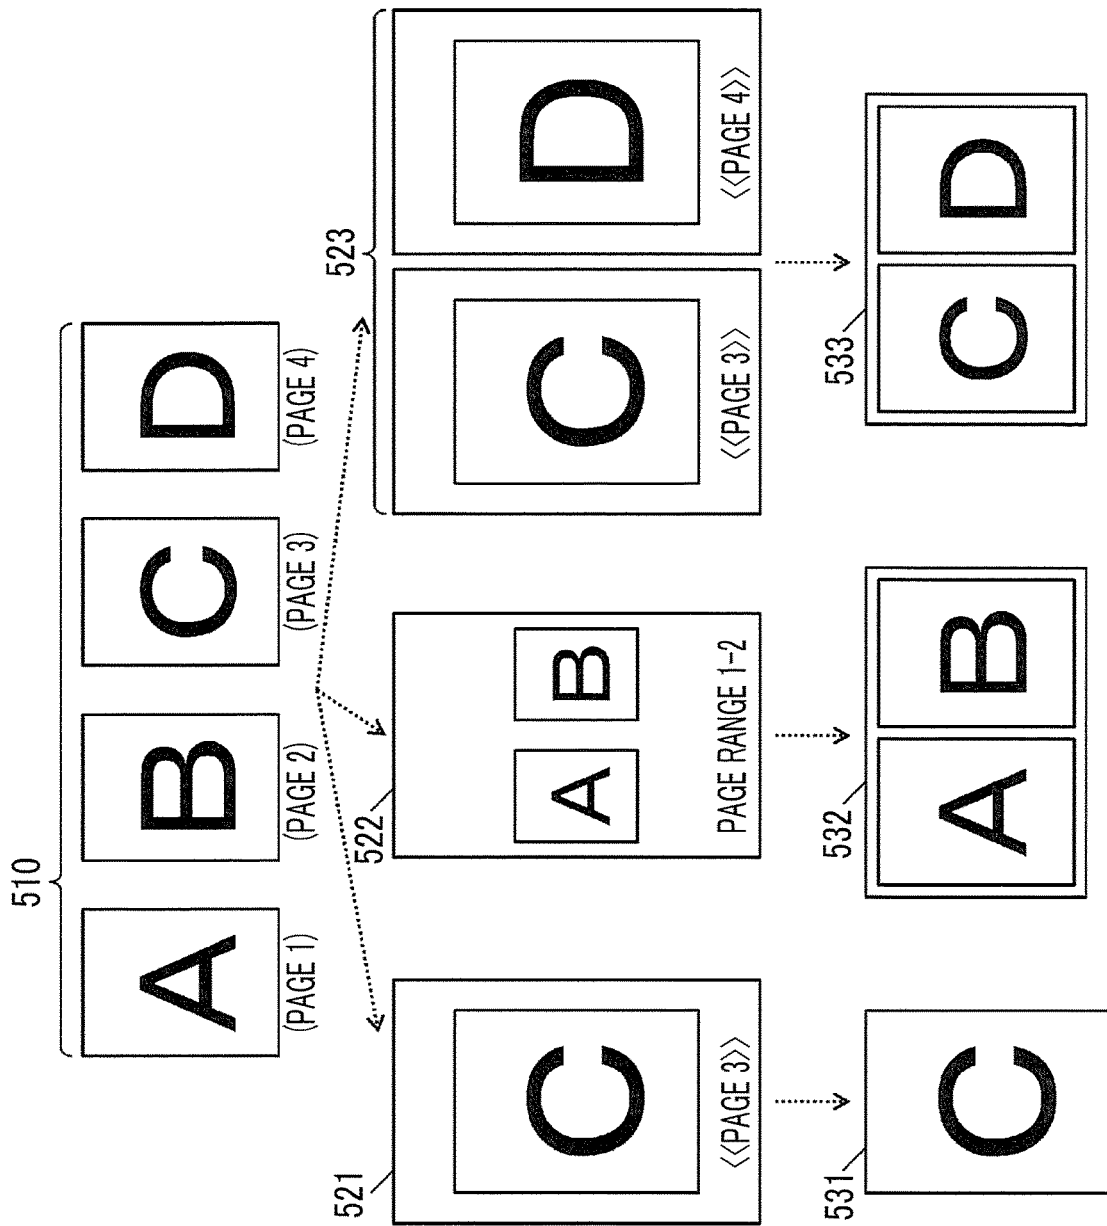 510
A B C D
(PAGE 1) (PAGE 2) (PAGE 3) (PAGE 4)
521 522 523
C A B C D
<<PAGE 3>> PAGE RANGE 1-2 <<PAGE 3>> <<PAGE 4>>
531 532 533
C A B C D